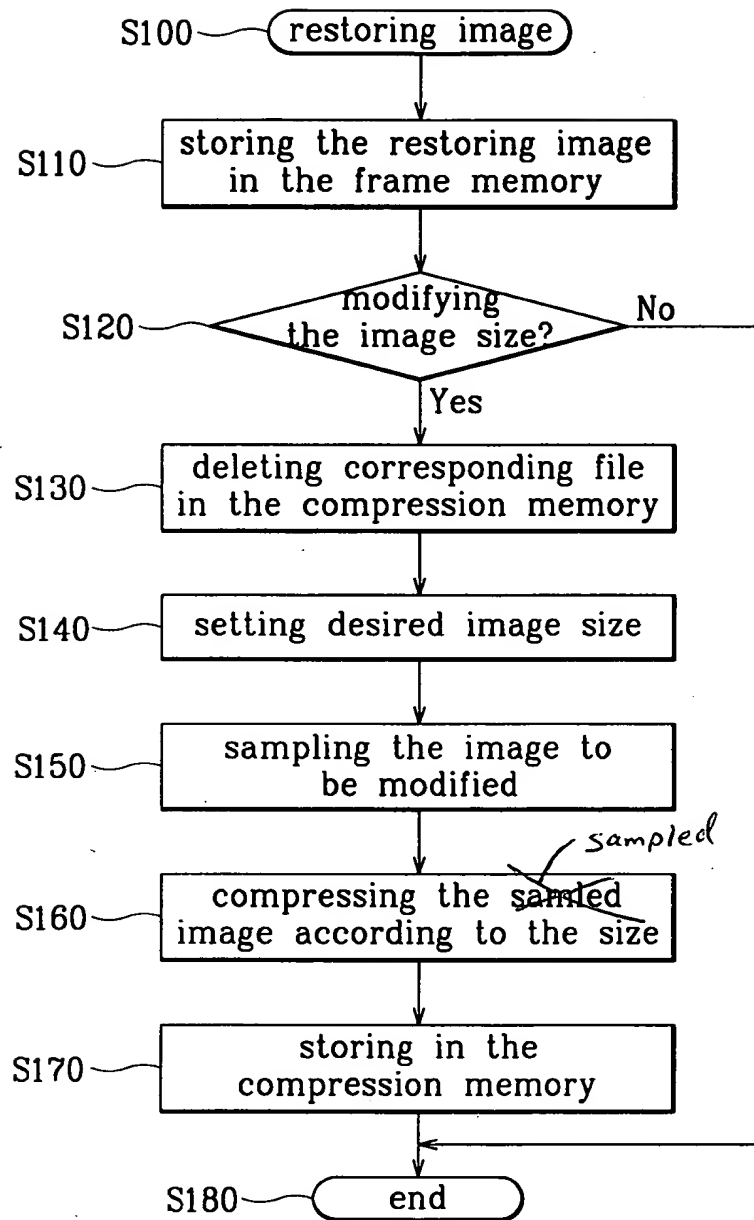 S100 restoring image
S110 storing the restoring image
in the frame memory
S120 modifying
the image size?
No
Yes
S130 deleting corresponding file
in the compression memory
S140 setting desired image size
S150 sampling the image to
be modified
sampled
S160 compressing the samled
image according to the size
S170 storing in the
compression memory
S180 end